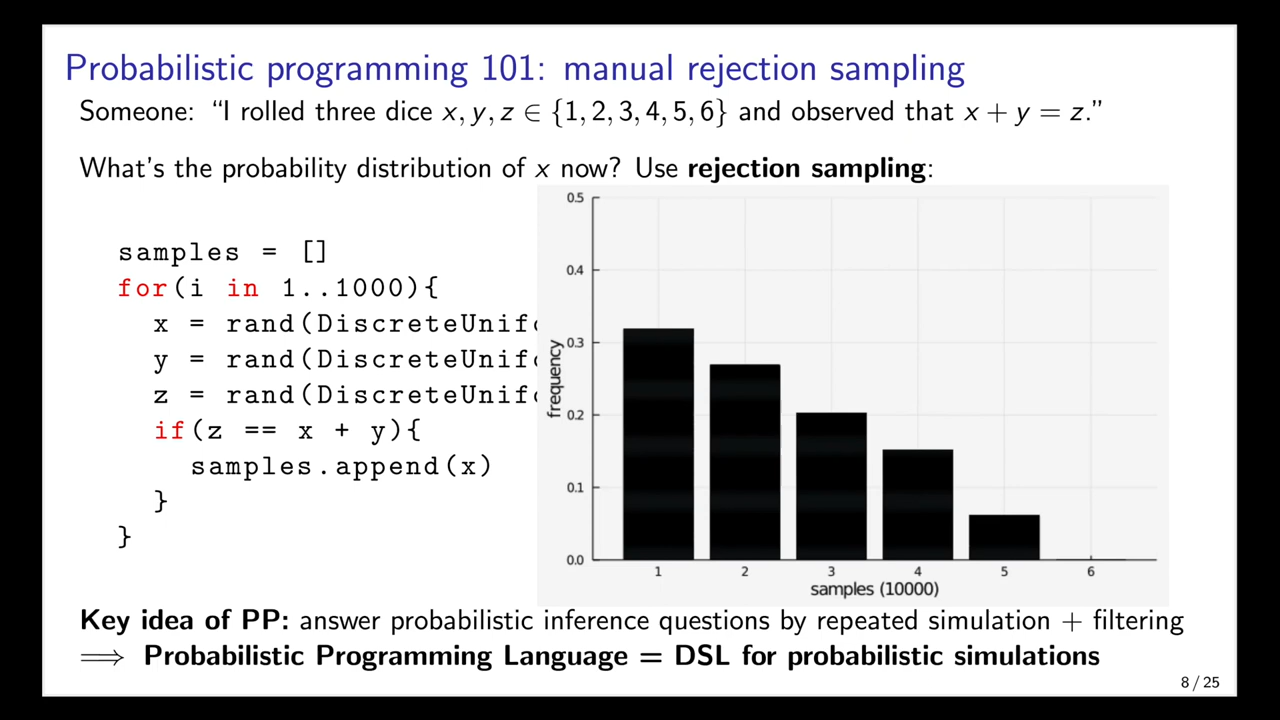 Probabilistic programming 101: manual rejection sampling
Someone: “I rolled three dice x, y, z ∈ {1, 2, 3, 4, 5, 6} and observed that x + y = z.”
What's the probability distribution of x now? Use rejection sampling:
samples = []
for(i in 1..1000){
x = rand(DiscreteUnifo
y = rand(DiscreteUnifo
z = rand(DiscreteUnifo
if(z == x + y){
samples.append(x)
}
}
0.5
0.4
0.3
0.2
0.1
0.0
frequency
1 2 3 4 5 6
samples (10000)
Key idea of PP: answer probabilistic inference questions by repeated simulation + filtering
⟹ Probabilistic Programming Language = DSL for probabilistic simulations
8 / 25